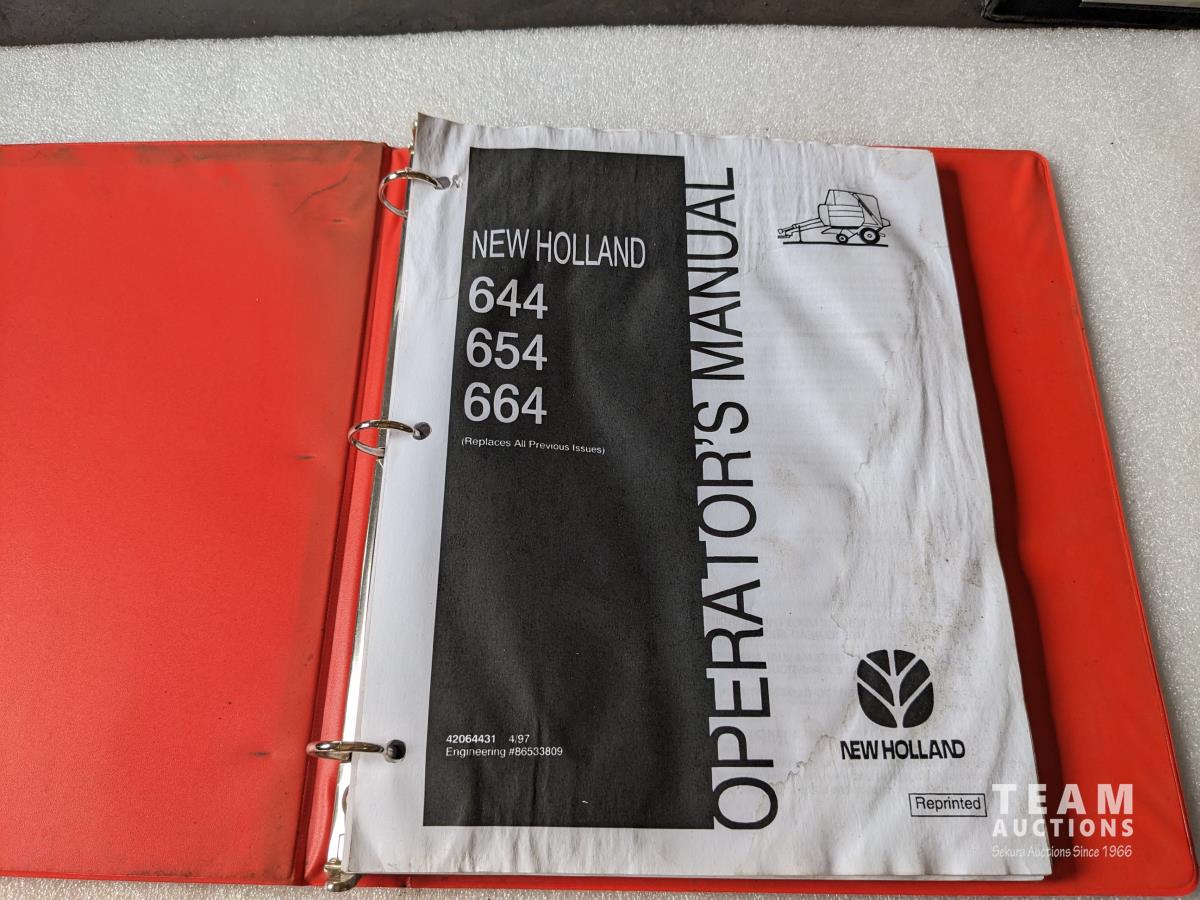 NEW HOLLAND
644
654
664
(Replaces All Previous Issues)
42064431 4/97
Engineering #86533809
OPERATOR'S MANUAL
NEW HOLLAND
Reprinted
TEAM
AUCTIONS
Sekura Auctions Since 1966